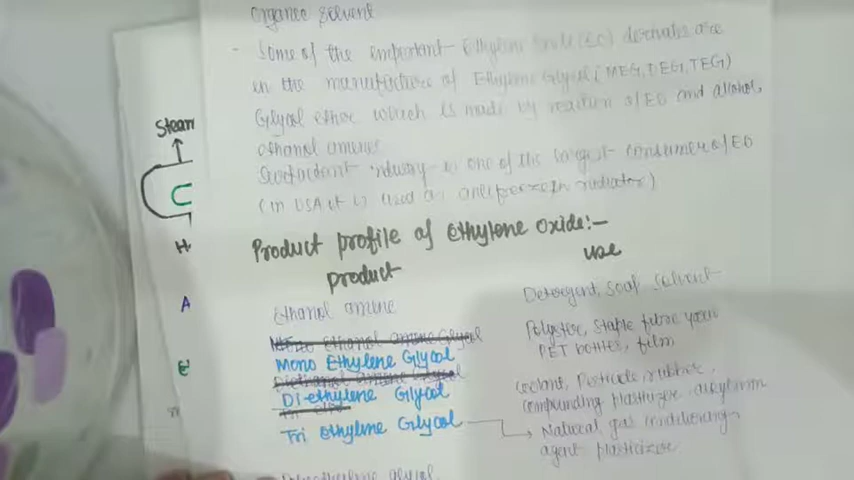 organic solvent
- Some of the important Ethylene Oxide (EO) derivatives are
in the manufacture of Ethylene Glycol (MEG, DEG, TEG)
Glycol ether which is made by reaction of EO and alcohol,
ethanol amine
Surfactant industry is one of the largest consumer of EO
(in USA it is used as antifreeze in radiator)
Steam
C
H
A
E
Product profile of Ethylene Oxide:-
product use
Ethanol amine Detergent, Soap Solvent
Mono Ethylene Glycol Polyester, Staple fibre yarn
PET bottles, film
Di-ethylene Glycol Coolant, Pesticide rubber,
compounding plasticizer,
Tri Ethylene Glycol Natural gas conditioning
agent plasticizer
glycol